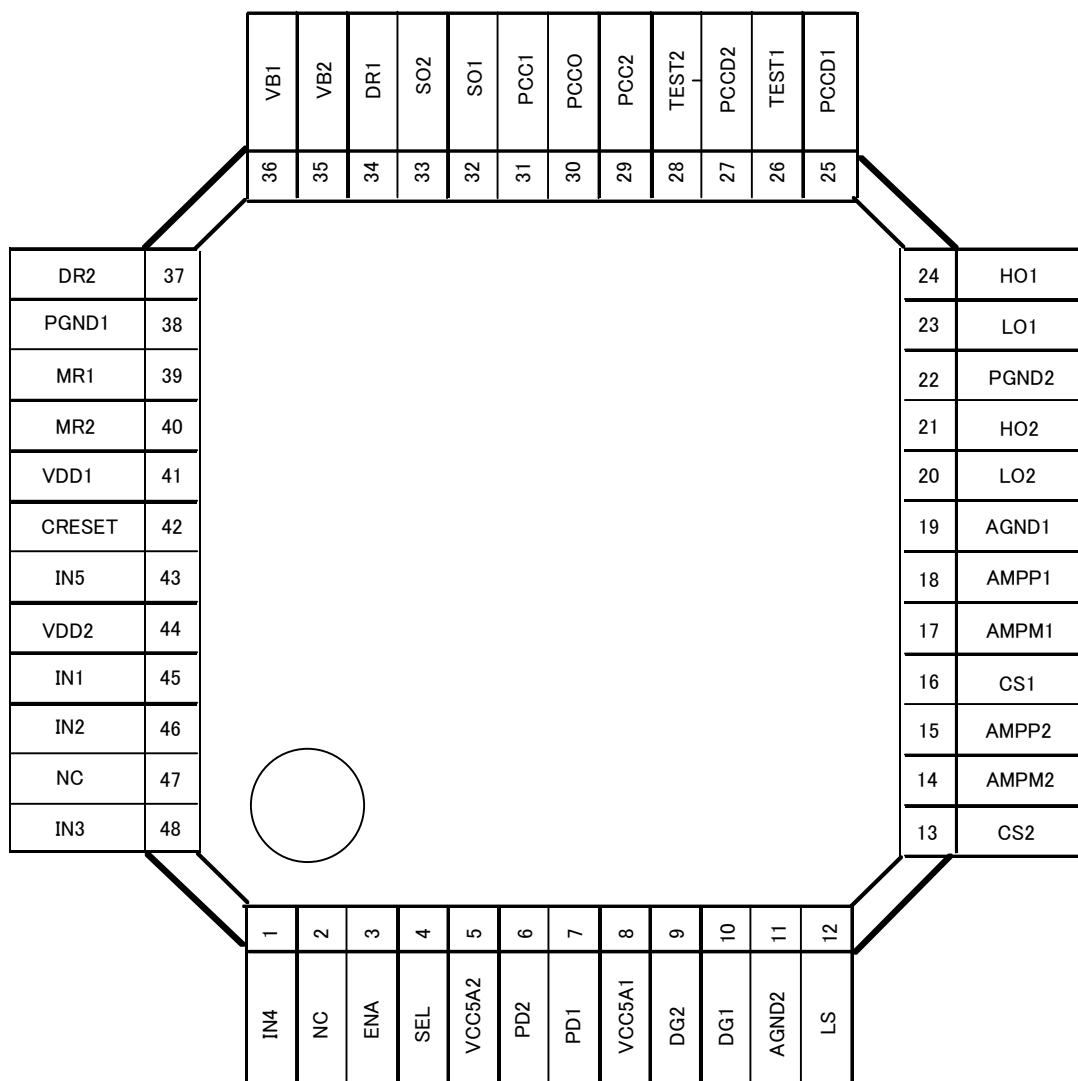 VB1 VB2 DR1 SO2 SO1 PCC1 PCCO PCC2 TEST2 PCCD2 TEST1 PCCD1
36 35 34 33 32 31 30 29 28 27 26 25
DR2 37
PGND1 38
MR1 39
MR2 40
VDD1 41
CRESET 42
IN5 43
VDD2 44
IN1 45
IN2 46
NC 47
IN3 48
24 HO1
23 LO1
22 PGND2
21 HO2
20 LO2
19 AGND1
18 AMPP1
17 AMPM1
16 CS1
15 AMPP2
14 AMPM2
13 CS2
1 2 3 4 5 6 7 8 9 10 11 12
IN4 NC ENA SEL VCC5A2 PD2 PD1 VCC5A1 DG2 DG1 AGND2 LS